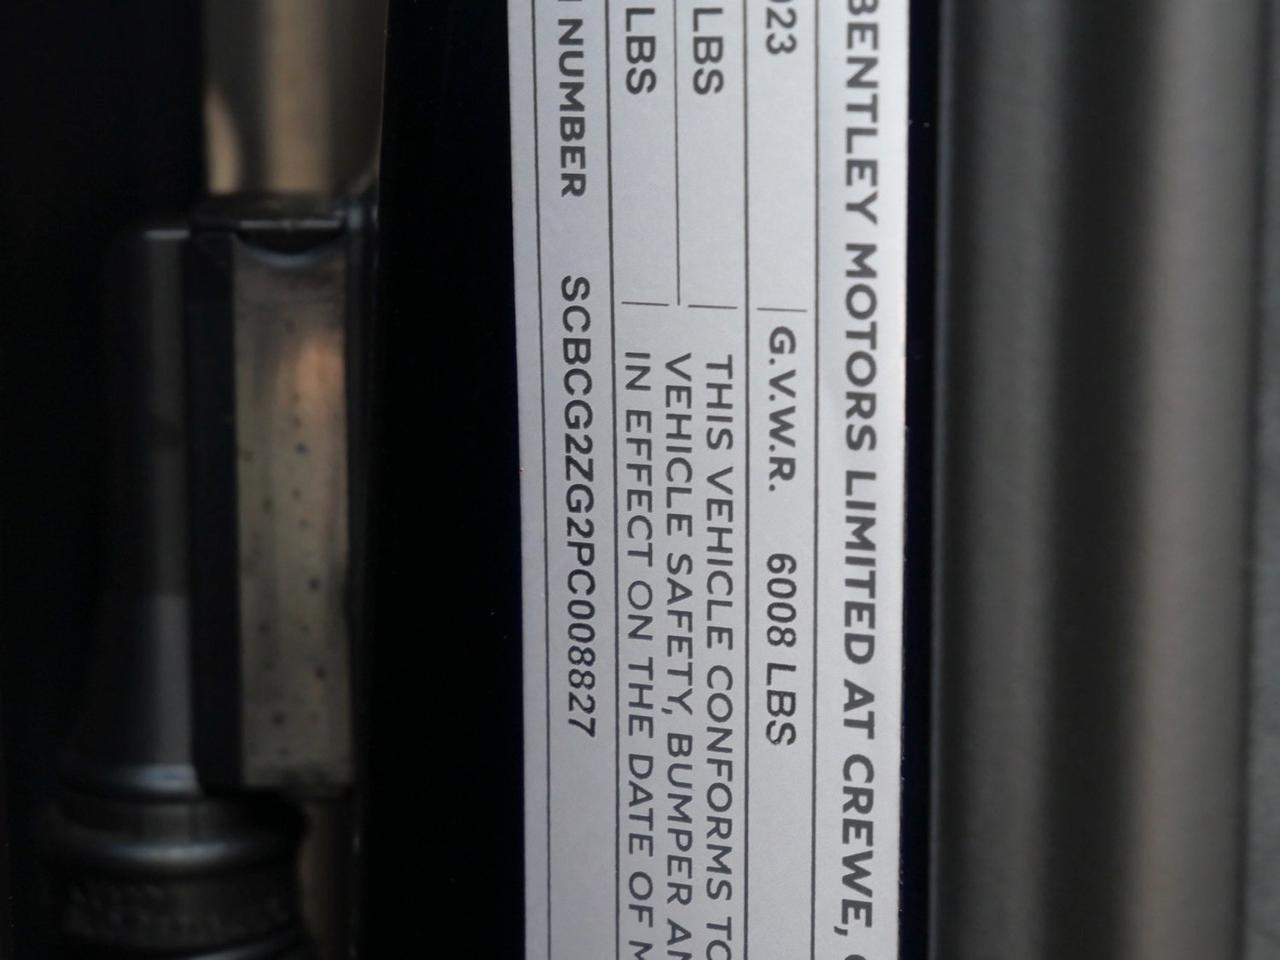 BENTLEY MOTORS LIMITED AT CREWE,
023 G.V.W.R. 6008 LBS
LBS THIS VEHICLE CONFORMS TO
VEHICLE SAFETY, BUMPER AN
LBS IN EFFECT ON THE DATE OF M
NUMBER SCBCG2ZG2PC008827